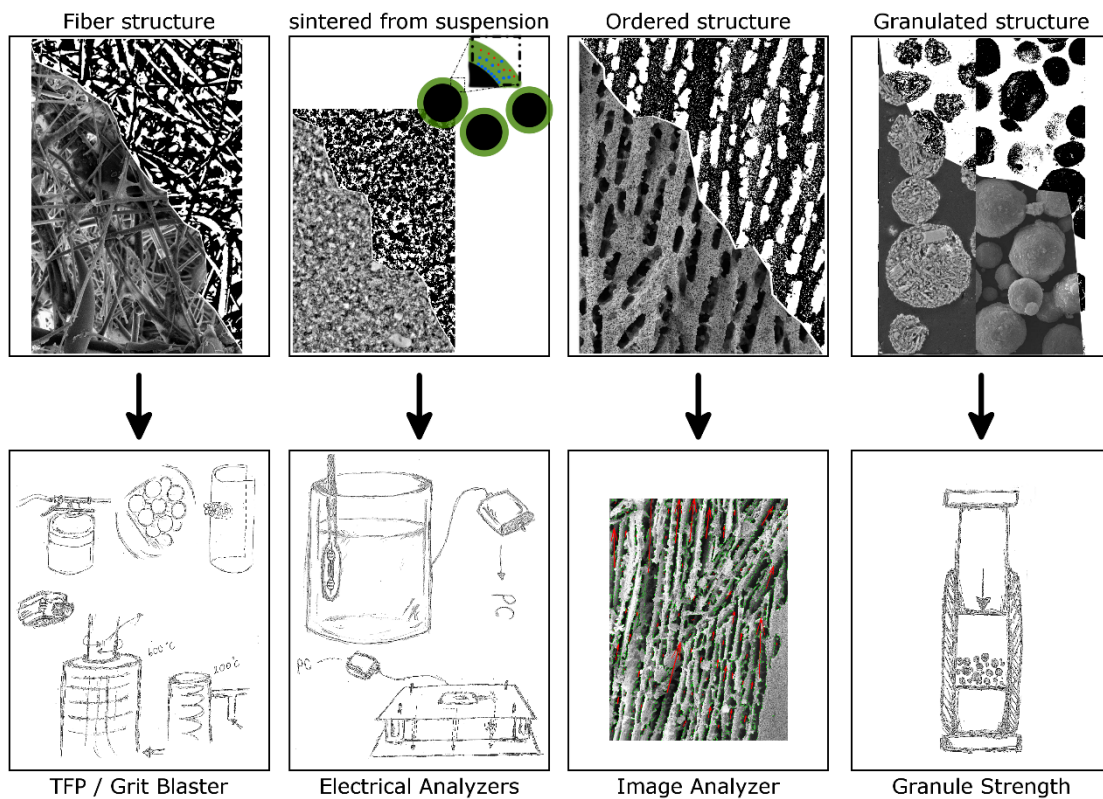 Fiber structure
sintered from suspension
Ordered structure
Granulated structure
600°C
200°C
PC
PC
TFP / Grit Blaster
Electrical Analyzers
Image Analyzer
Granule Strength